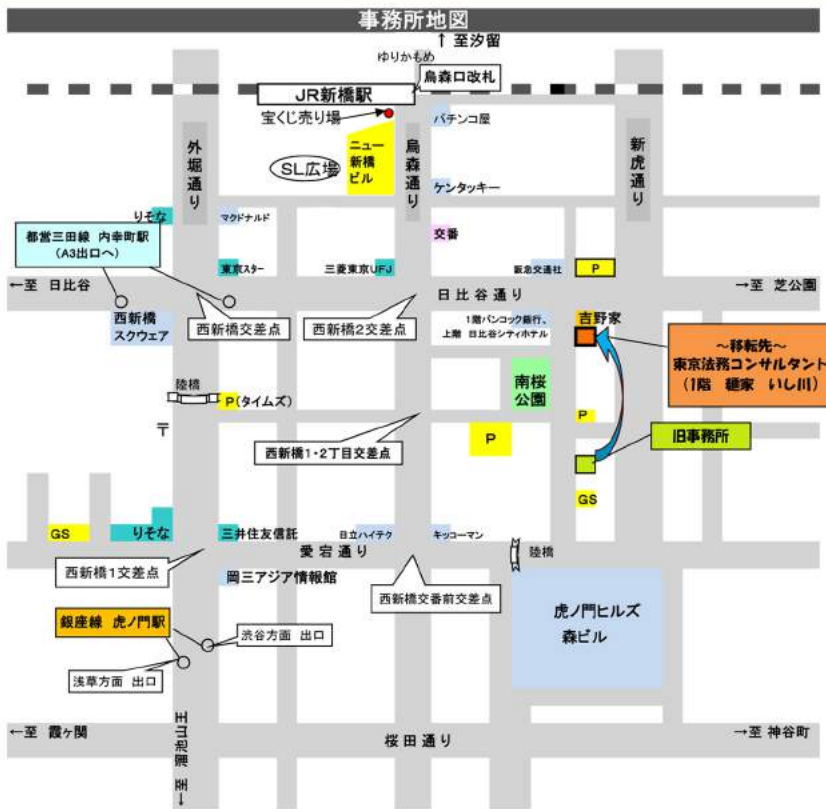 事務所地図
↑ 至汐留
ゆりかもめ
烏森口改札
JR新橋駅
宝くじ売り場
パチンコ屋
外堀通り
SL広場
ニュー
新橋
ビル
烏森通り
新虎通り
ケンタッキー
りそな
マクドナルド
交番
都営三田線 内幸町駅
(A3出口へ)
東京スター
三菱東京UFJ
阪急交通社
P
←至 日比谷
日比谷通り
→至 芝公園
西新橋
スクウェア
西新橋交差点
西新橋2交差点
1階バンコック銀行、
上階 日比谷シティホテル
吉野家
~移転先~
東京法務コンサルタント
(1階 麺家 いし川)
陸橋
P(タイムズ)
南桜
公園
P
〒
西新橋1・2丁目交差点
P
旧事務所
GS
GS
りそな
三井住友信託
日立ハイテク
キッコーマン
愛宕通り
陸橋
西新橋1交差点
岡三アジア情報館
西新橋交番前交差点
虎ノ門ヒルズ
森ビル
銀座線 虎ノ門駅
渋谷方面 出口
浅草方面 出口
←至 霞ヶ関
桜田通り
→至 神谷町
←至 溜池山王